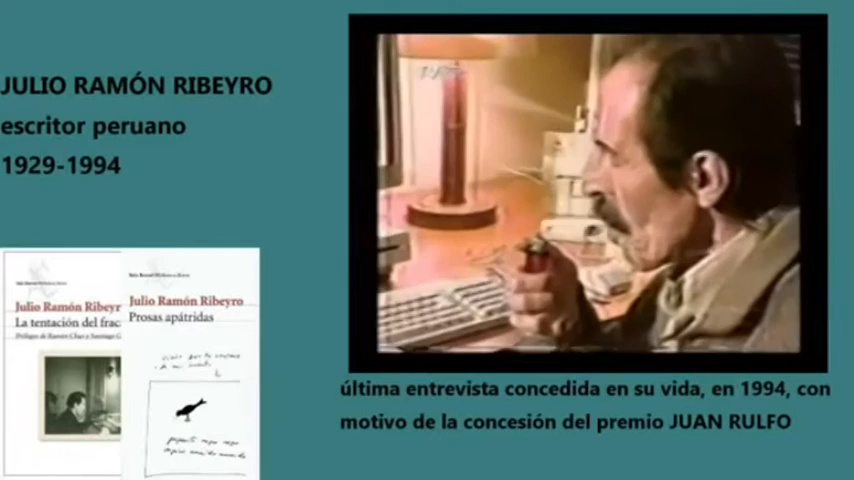 JULIO RAMÓN RIBEYRO
escritor peruano
1929-1994
última entrevista concedida en su vida, en 1994, con
motivo de la concesión del premio JUAN RULFO
Julio Ramón Ribeyr
La tentación del frac
Julio Ramón Ribeyro
Prosas apátridas